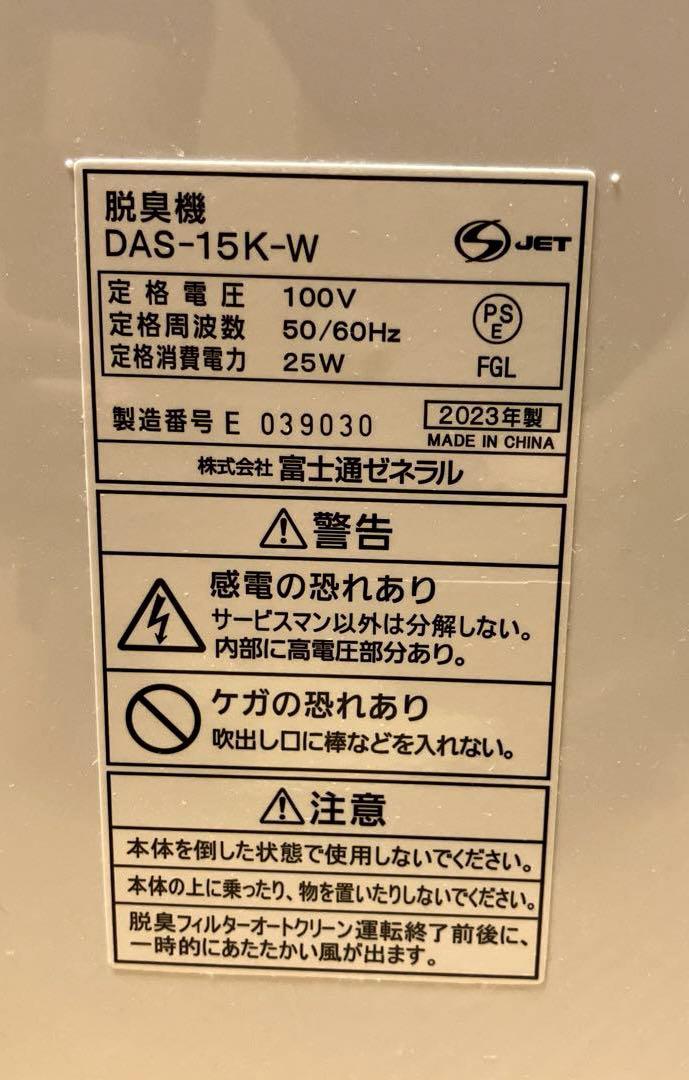 脱臭機
DAS-15K-W
JET
定格電圧 100V
定格周波数 50/60Hz
定格消費電力 25W
PS
E
FGL
製造番号 E 039030
2023年製
MADE IN CHINA
株式会社 富士通ゼネラル
警告
感電の恐れあり
サービスマン以外は分解しない。
内部に高電圧部分あり。
ケガの恐れあり
吹出し口に棒などを入れない。
注意
本体を倒した状態で使用しないでください。
本体の上に乗ったり、物を置いたりしないでください。
脱臭フィルターオートクリーン運転終了前後に、
一時的にあたたかい風が出ます。